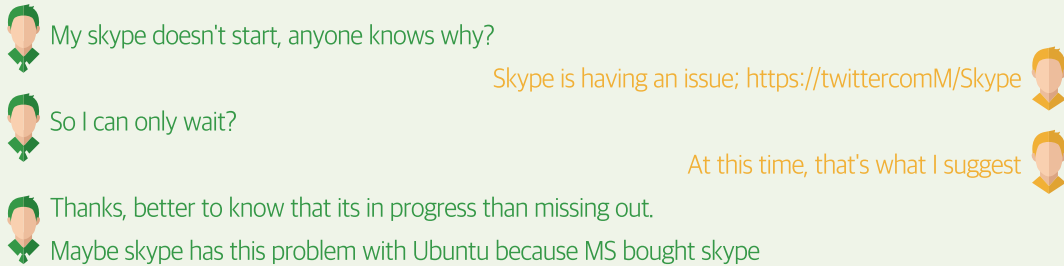 My skype doesn't start, anyone knows why?
Skype is having an issue; https://twittercomM/Skype
So I can only wait?
At this time, that's what I suggest
Thanks, better to know that its in progress than missing out.
Maybe skype has this problem with Ubuntu because MS bought skype